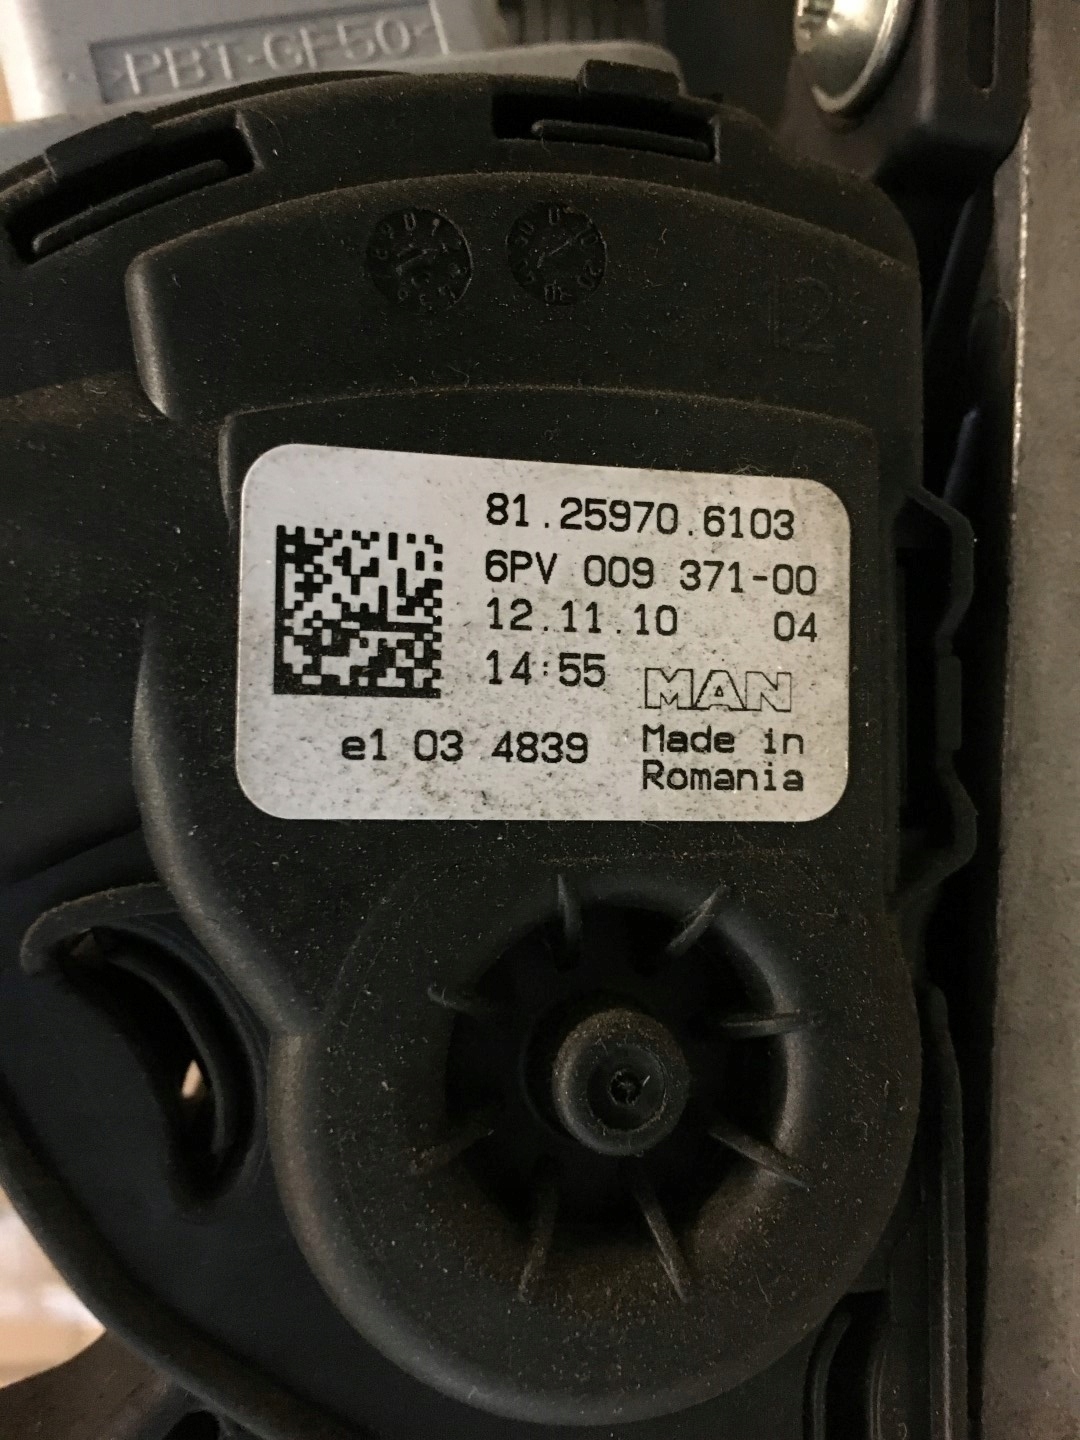 >PBT-GF50<
12
81.25970.6103
6PV 009 371-00
12.11.10 04
14:55 MAN
e1 03 4839 Made in
Romania